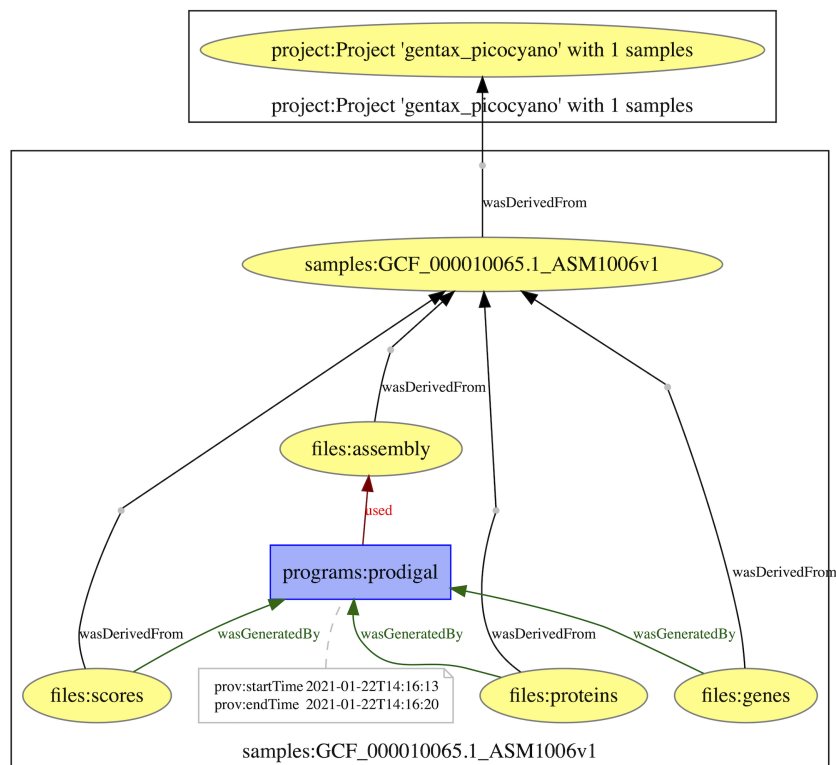 project:Project 'gentax_picocyano' with 1 samples
project:Project 'gentax_picocyano' with 1 samples
wasDerivedFrom
samples:GCF_000010065.1_ASM1006v1
wasDerivedFrom
files:assembly
used
programs:prodigal
wasDerivedFrom
wasDerivedFrom
wasGeneratedBy
wasGeneratedBy
wasDerivedFrom
wasGeneratedBy
files:scores
prov:startTime 2021-01-22T14:16:13
prov:endTime 2021-01-22T14:16:20
files:proteins
files:genes
samples:GCF_000010065.1_ASM1006v1